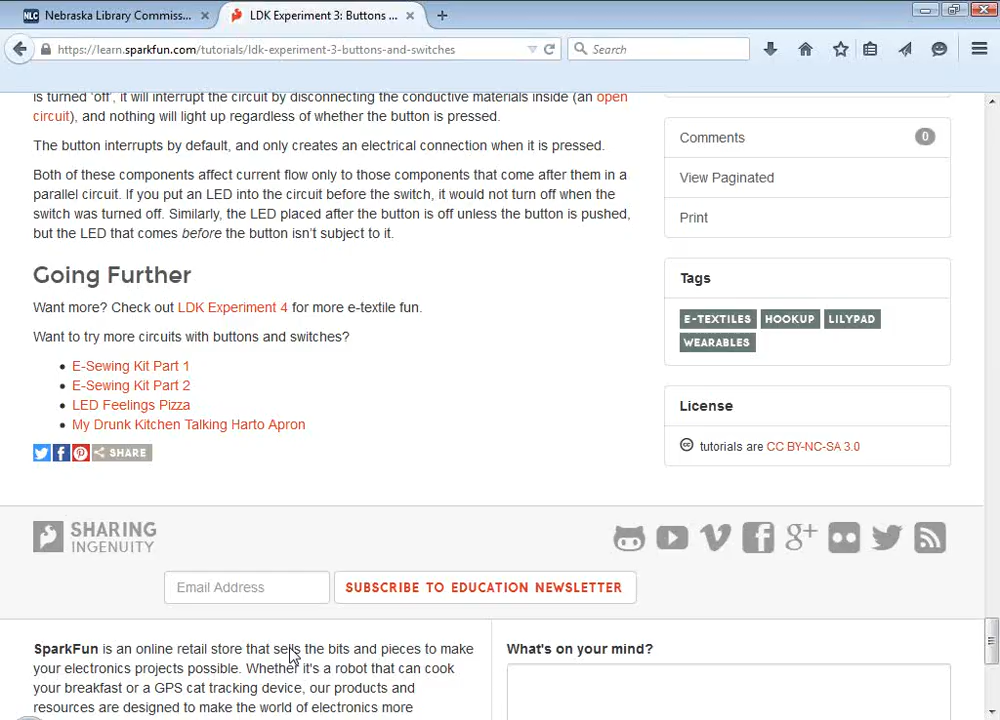 Nebraska Library Commiss...
LDK Experiment 3: Buttons ...
https://learn.sparkfun.com/tutorials/ldk-experiment-3-buttons-and-switches
Search
is turned 'off', it will interrupt the circuit by disconnecting the conductive materials inside (an open
circuit), and nothing will light up regardless of whether the button is pressed.
The button interrupts by default, and only creates an electrical connection when it is pressed.
Both of these components affect current flow only to those components that come after them in a
parallel circuit. If you put an LED into the circuit before the switch, it would not turn off when the
switch was turned off. Similarly, the LED placed after the button is off unless the button is pushed,
but the LED that comes before the button isn't subject to it.
Going Further
Want more? Check out LDK Experiment 4 for more e-textile fun.
Want to try more circuits with buttons and switches?
• E-Sewing Kit Part 1
• E-Sewing Kit Part 2
• LED Feelings Pizza
• My Drunk Kitchen Talking Harto Apron
SHARE
Comments 0
View Paginated
Print
Tags
E-TEXTILES HOOKUP LILYPAD
WEARABLES
License
cc tutorials are CC BY-NC-SA 3.0
SHARING
INGENUITY
g+
Email Address SUBSCRIBE TO EDUCATION NEWSLETTER
SparkFun is an online retail store that sells the bits and pieces to make
your electronics projects possible. Whether it's a robot that can cook
your breakfast or a GPS cat tracking device, our products and
resources are designed to make the world of electronics more
What's on your mind?